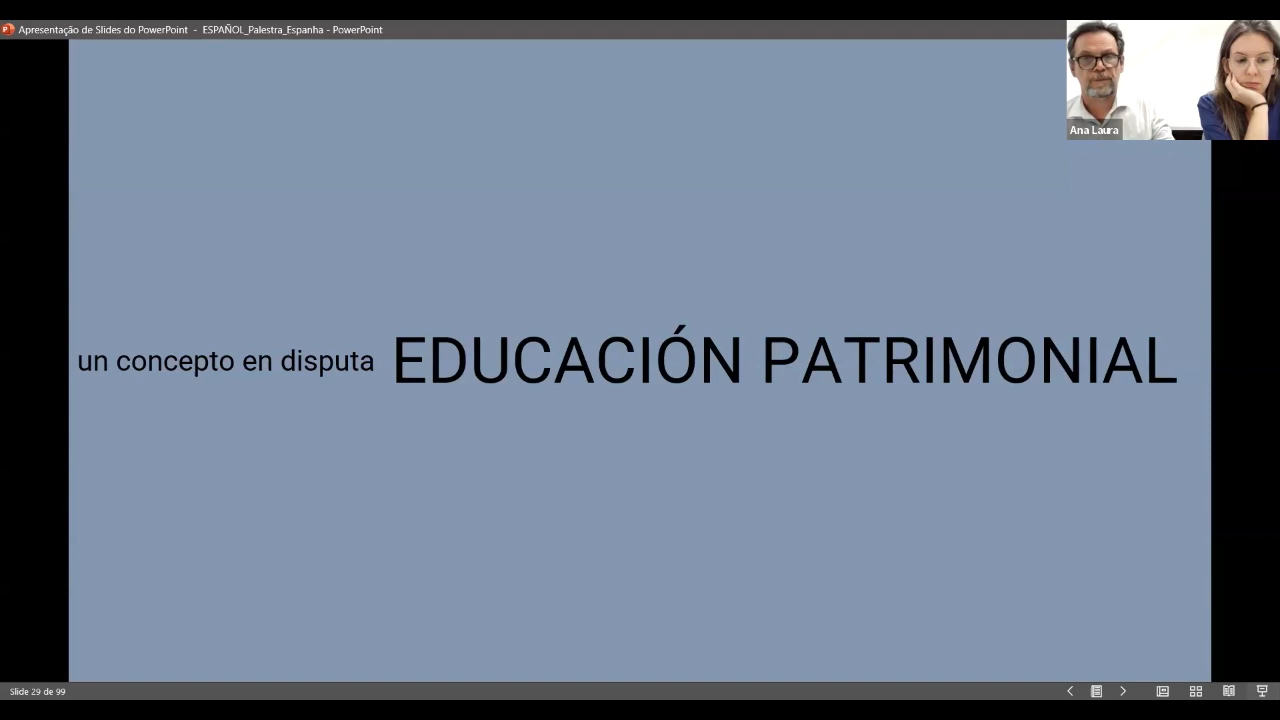 Apresentação de Slides do PowerPoint - ESPAÑOL_Palestra_Espanha - PowerPoint
Ana Laura
un concepto en disputa EDUCACIÓN PATRIMONIAL
Slide 29 de 99